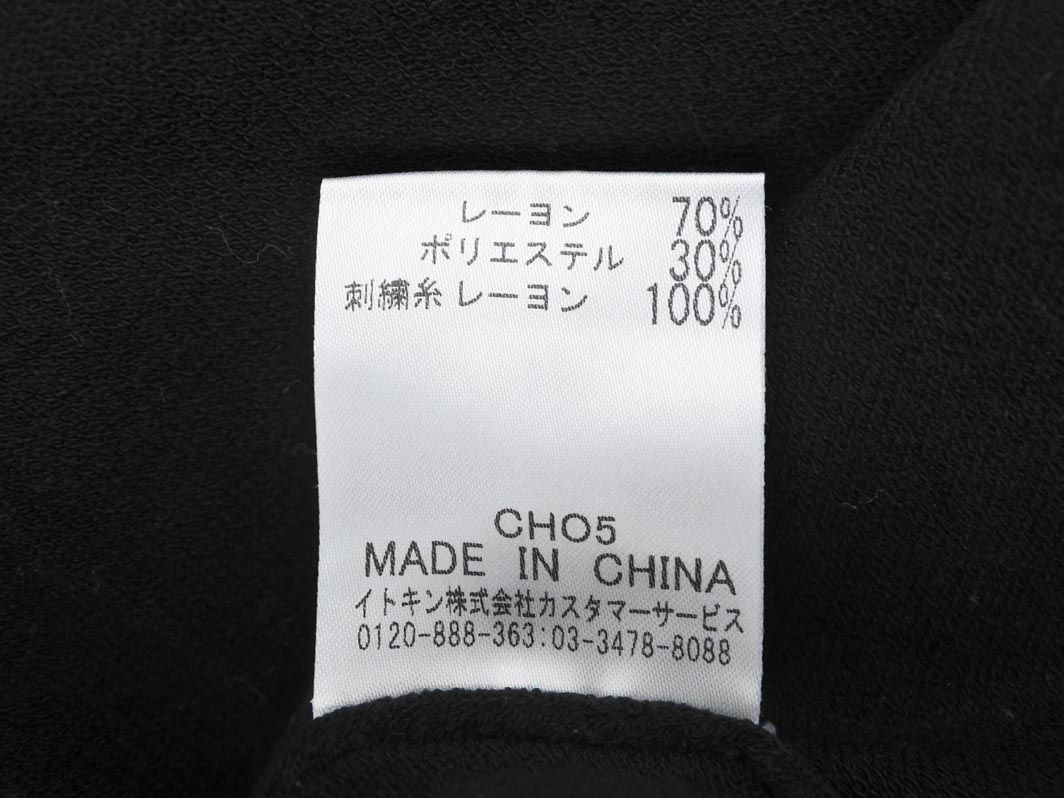 レーヨン 70%
ポリエステル 30%
刺繍糸 レーヨン 100%
CHO5
MADE IN CHINA
イトキン株式会社カスタマーサービス
0120-888-363:03-3478-8088